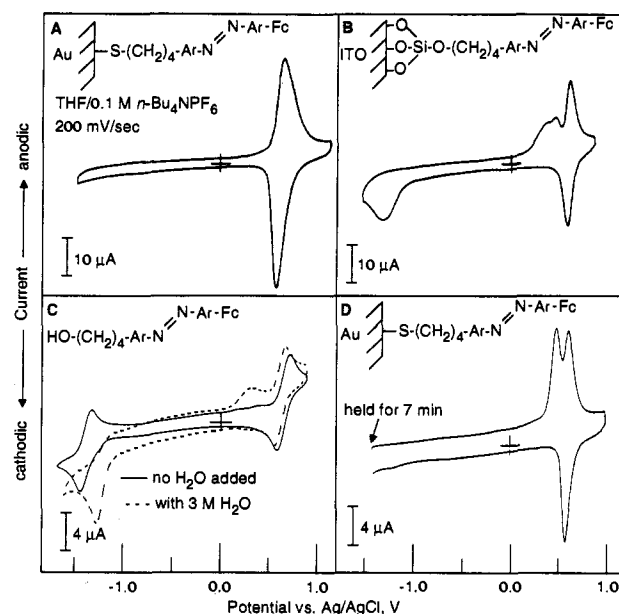 A
N-Ar-Fc
Au
S-(CH2)4-Ar-N
THF/0.1 M n-Bu4NPF6
200 mV/sec
10 μA
B
N-Ar-Fc
O
ITO
O-Si-O-(CH2)4-Ar-N
O
10 μA
C
N-Ar-Fc
HO-(CH2)4-Ar-N
no H2O added
with 3 M H2O
4 μA
D
N-Ar-Fc
Au
S-(CH2)4-Ar-N
held for 7 min
4 μA
cathodic
Current
anodic
-1.0
0.0
1.0
-1.0
0.0
1.0
Potential vs. Ag/AgCl, V